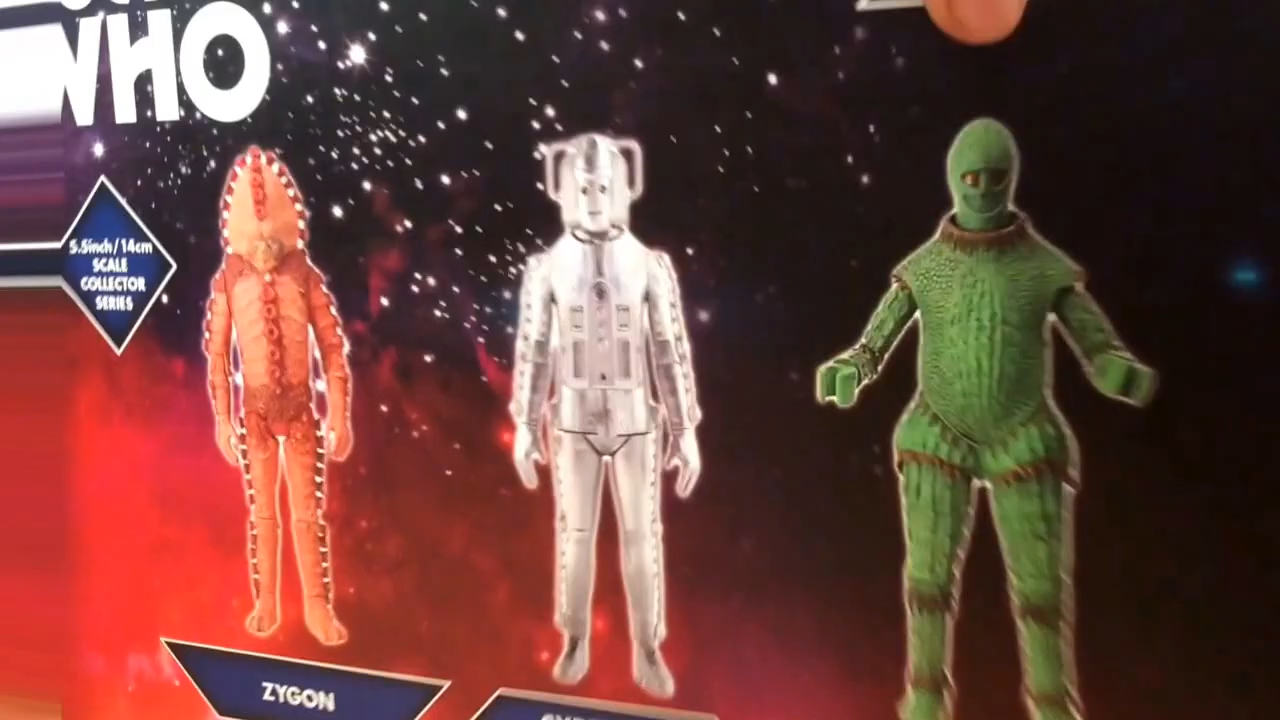 WHO
5.5inch/14cm
SCALE
COLLECTOR
SERIES
ZYGON